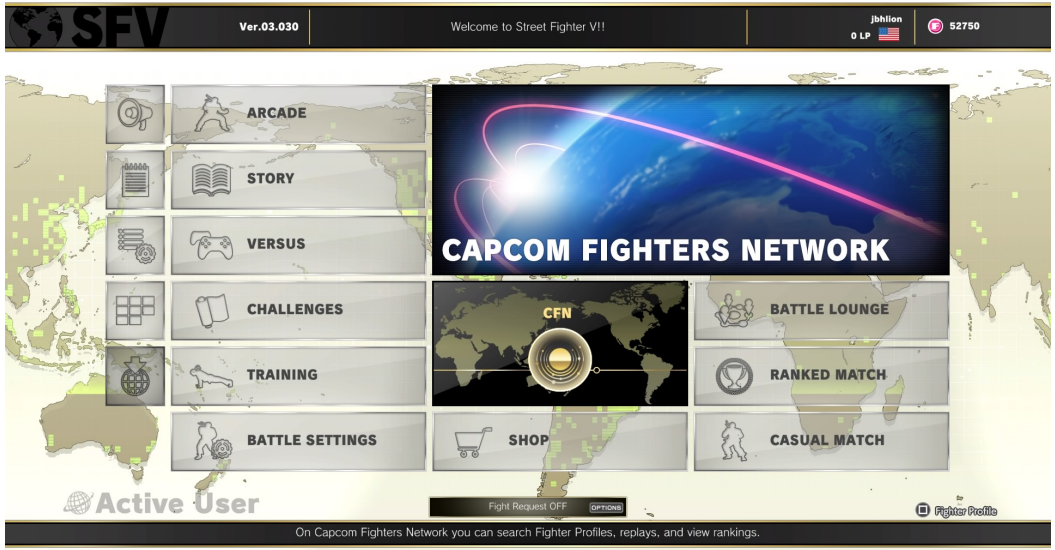 SFV
Ver.03.030
Welcome to Street Fighter V!!
jbhlion
0 LP
52750
ARCADE
STORY
VERSUS
CHALLENGES
TRAINING
BATTLE SETTINGS
CAPCOM FIGHTERS NETWORK
CFN
SHOP
BATTLE LOUNGE
RANKED MATCH
CASUAL MATCH
Active User
Fight Request OFF OPTIONS
Fighter Profile
On Capcom Fighters Network you can search Fighter Profiles, replays, and view rankings.